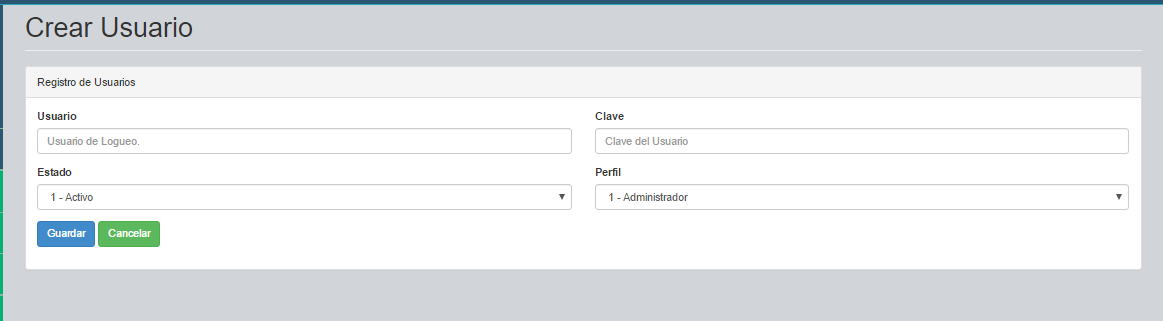 Crear Usuario
Registro de Usuarios
Usuario Clave
Usuario de Logueo. Clave del Usuario
Estado Perfil
1 - Activo 1 - Administrador
Guardar Cancelar